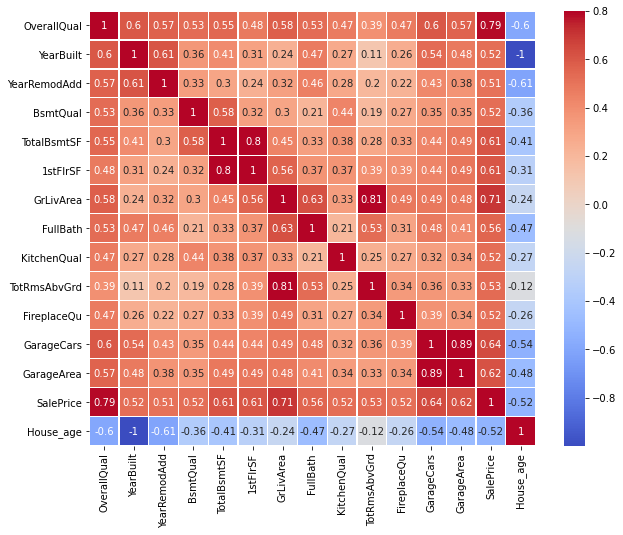 OverallQual 1 0.6 0.57 0.53 0.55 0.48 0.58 0.53 0.47 0.39 0.47 0.6 0.57 0.79 -0.6
YearBuilt 0.6 1 0.61 0.36 0.41 0.31 0.24 0.47 0.27 0.11 0.26 0.54 0.48 0.52 -1
YearRemodAdd 0.57 0.61 1 0.33 0.3 0.24 0.32 0.46 0.28 0.2 0.22 0.43 0.38 0.51 -0.61
BsmtQual 0.53 0.36 0.33 1 0.58 0.32 0.3 0.21 0.44 0.19 0.27 0.35 0.35 0.52 -0.36
TotalBsmtSF 0.55 0.41 0.3 0.58 1 0.8 0.45 0.33 0.38 0.28 0.33 0.44 0.49 0.61 -0.41
1stFlrSF 0.48 0.31 0.24 0.32 0.8 1 0.56 0.37 0.37 0.39 0.39 0.44 0.49 0.61 -0.31
GrLivArea 0.58 0.24 0.32 0.3 0.45 0.56 1 0.63 0.33 0.81 0.49 0.49 0.48 0.71 -0.24
FullBath 0.53 0.47 0.46 0.21 0.33 0.37 0.63 1 0.21 0.53 0.31 0.48 0.41 0.56 -0.47
KitchenQual 0.47 0.27 0.28 0.44 0.38 0.37 0.33 0.21 1 0.25 0.27 0.32 0.34 0.52 -0.27
TotRmsAbvGrd 0.39 0.11 0.2 0.19 0.28 0.39 0.81 0.53 0.25 1 0.34 0.36 0.33 0.53 -0.12
FireplaceQu 0.47 0.26 0.22 0.27 0.33 0.39 0.49 0.31 0.27 0.34 1 0.39 0.34 0.52 -0.26
GarageCars 0.6 0.54 0.43 0.35 0.44 0.44 0.49 0.48 0.32 0.36 0.39 1 0.89 0.64 -0.54
GarageArea 0.57 0.48 0.38 0.35 0.49 0.49 0.48 0.41 0.34 0.33 0.34 0.89 1 0.62 -0.48
SalePrice 0.79 0.52 0.51 0.52 0.61 0.61 0.71 0.56 0.52 0.53 0.52 0.64 0.62 1 -0.52
House_age -0.6 -1 -0.61 -0.36 -0.41 -0.31 -0.24 -0.47 -0.27 -0.12 -0.26 -0.54 -0.48 -0.52 1
OverallQual
YearBuilt
YearRemodAdd
BsmtQual
TotalBsmtSF
1stFlrSF
GrLivArea
FullBath
KitchenQual
TotRmsAbvGrd
FireplaceQu
GarageCars
GarageArea
SalePrice
House_age
0.8
0.6
0.4
0.2
0.0
−0.2
−0.4
−0.6
−0.8